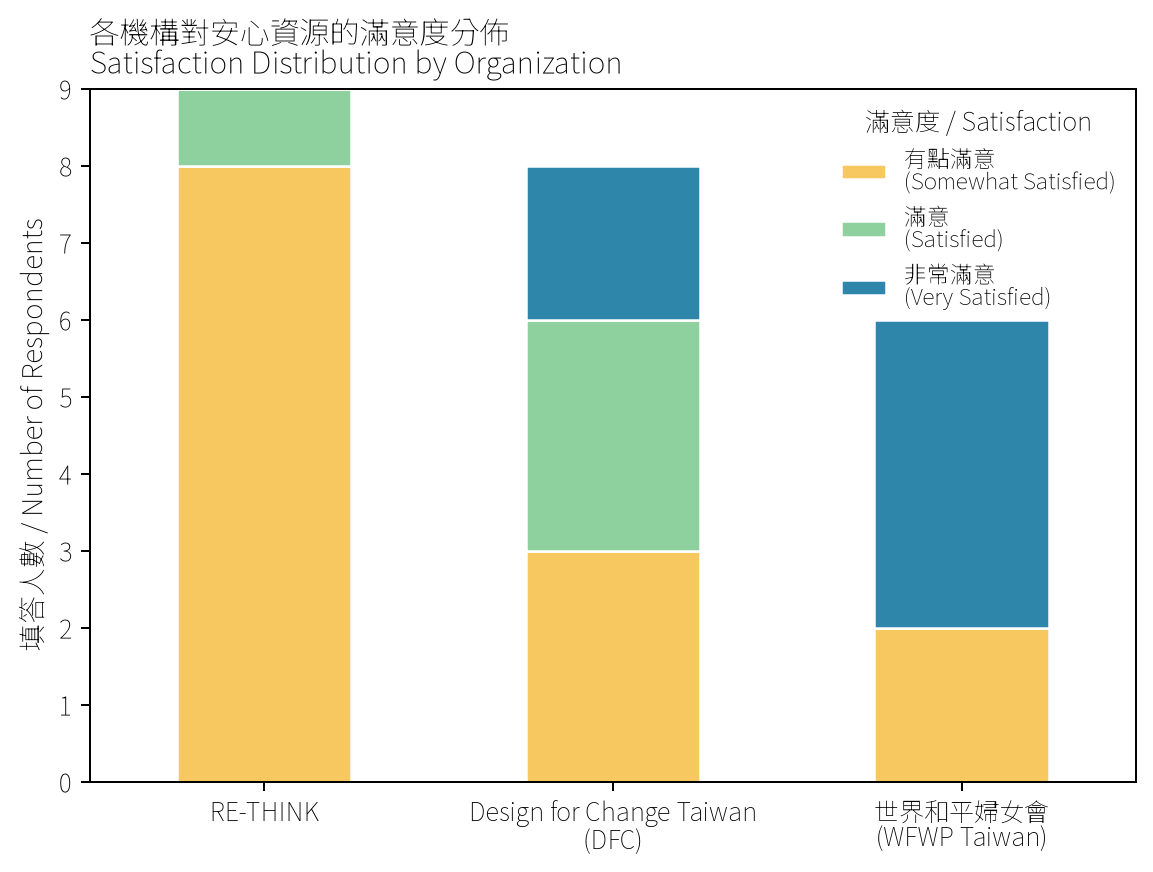 各機構對安心資源的滿意度分佈
Satisfaction Distribution by Organization
填答人數 / Number of Respondents
9
8
7
6
5
4
3
2
1
0
滿意度 / Satisfaction
有點滿意
(Somewhat Satisfied)
滿意
(Satisfied)
非常滿意
(Very Satisfied)
RE-THINK
Design for Change Taiwan
(DFC)
世界和平婦女會
(WFWP Taiwan)